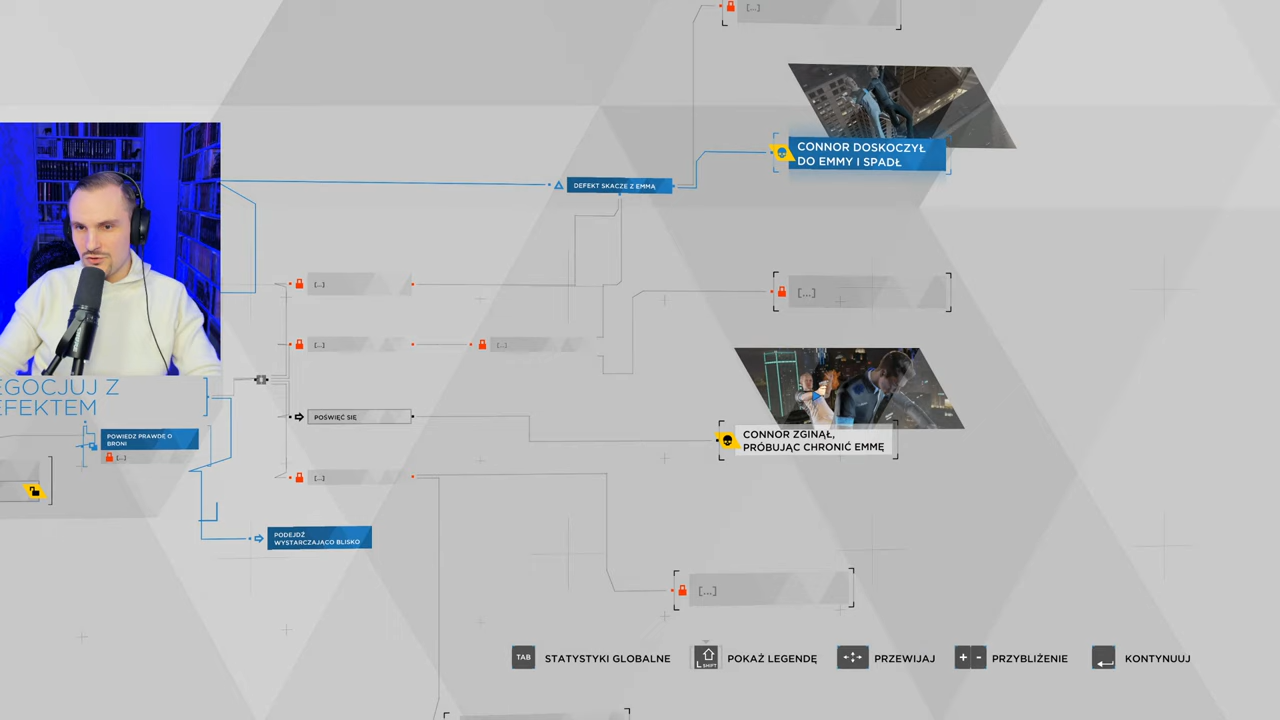 [...]
CONNOR DOSKOCZYŁ
DO EMMY I SPADŁ
DEFEKT SKACZE Z EMMĄ
[...]
[...]
[...]
[...]
EGOCJUJ Z
EFEKTEM
POŚWIĘĆ SIĘ
POWIEDZ PRAWDĘ O
BRONI
[...]
CONNOR ZGINĄŁ,
PRÓBUJĄC CHRONIĆ EMMĘ
[...]
PODEJDŹ
WYSTARCZAJĄCO BLISKO
[...]
TAB STATYSTYKI GLOBALNE
L SHIFT POKAŻ LEGENDĘ
PRZEWIJAJ
+ - PRZYBLIŻENIE
KONTYNUUJ